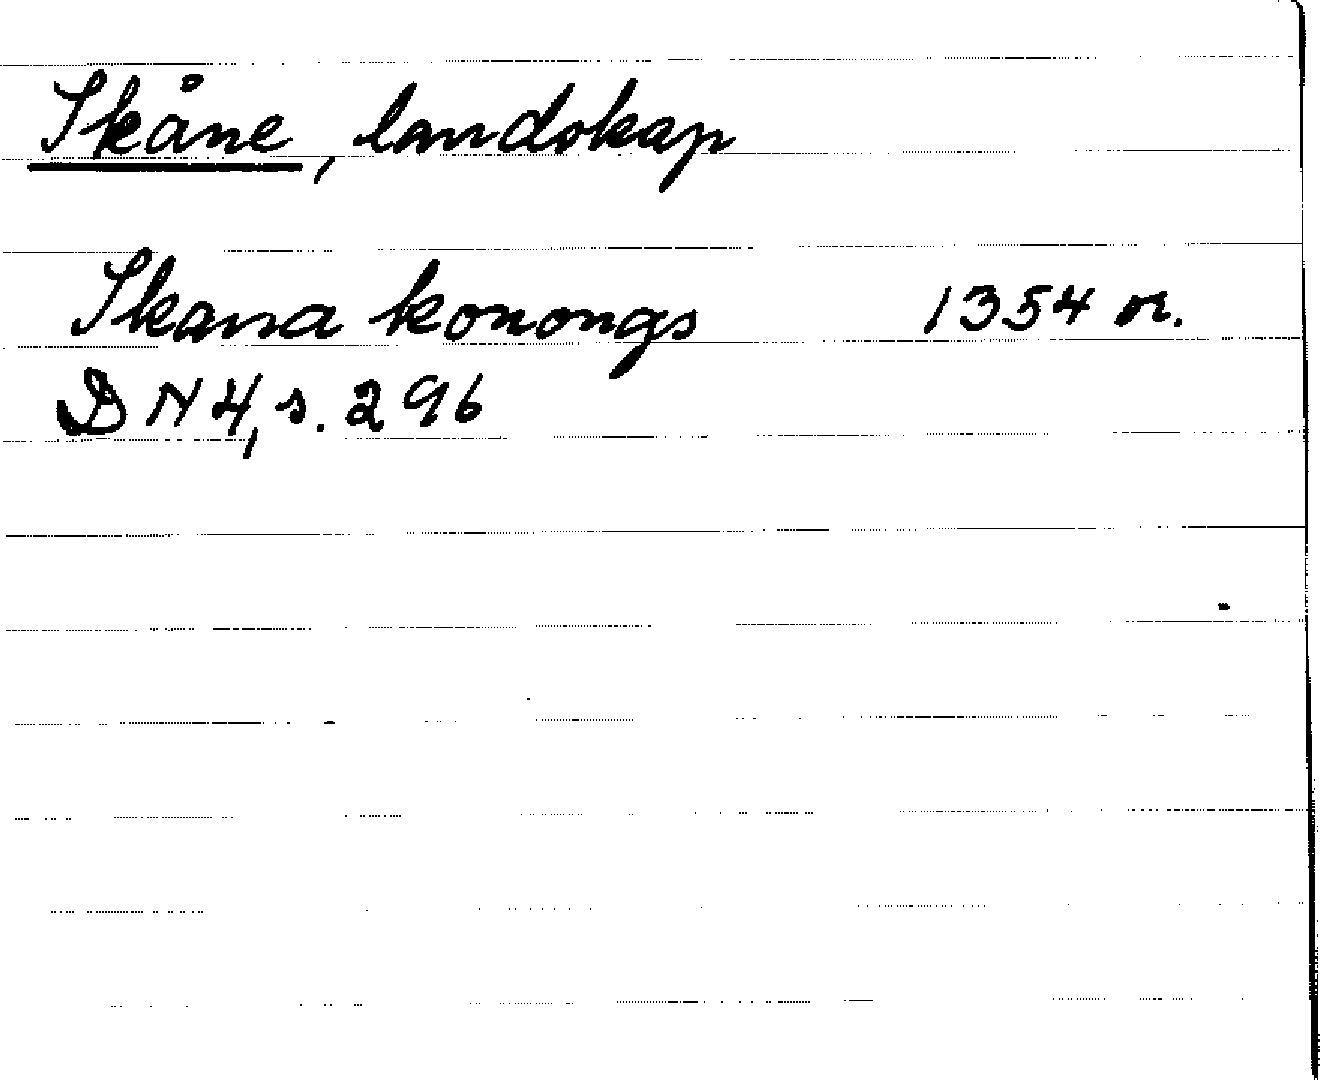 Skåne, landskap
Skana konongs 1354 or.
DN 4, s. 296